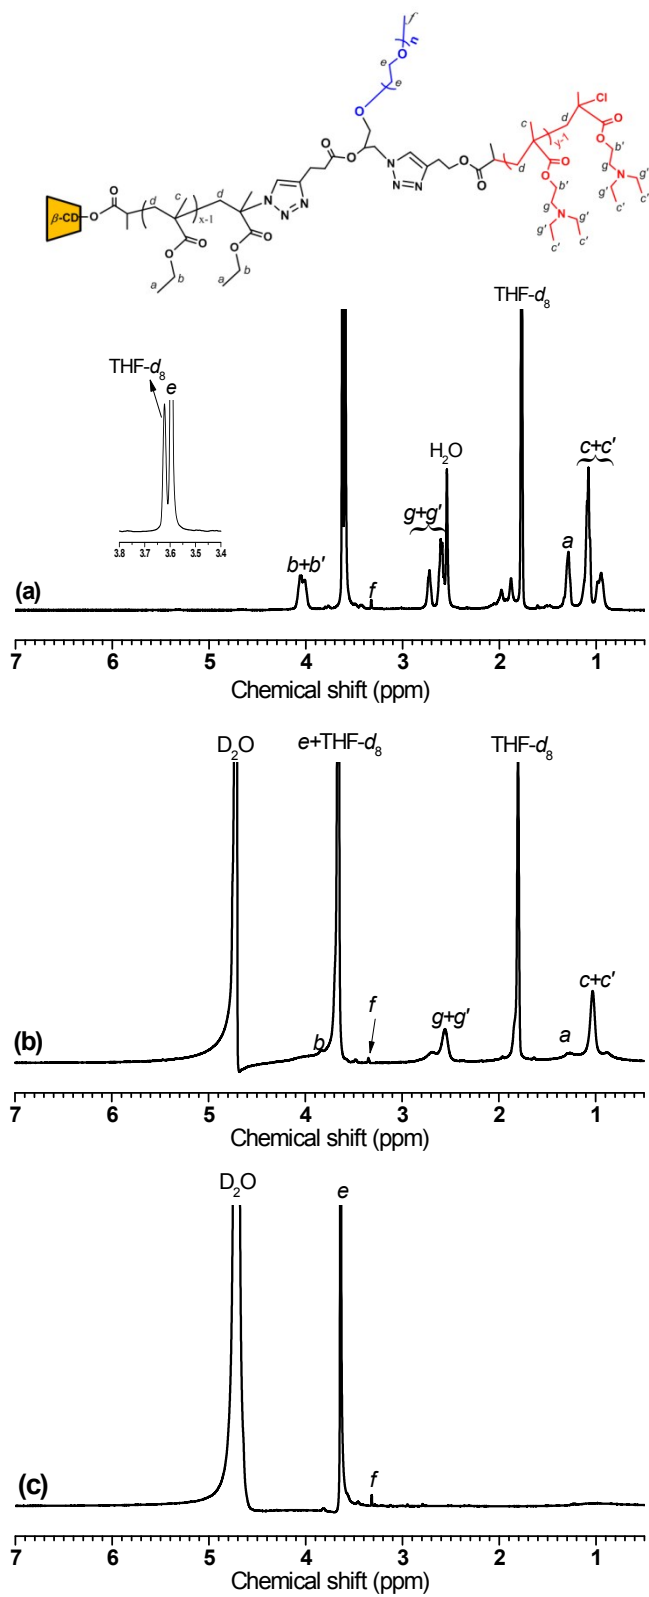 f
n
O
e
e
O
O
O
N
N=N
β-CD
O
O
d
c
d
x-1
O
O
O
O
a
b
a
b
N
N=N
O
O
c
d
y-1
d
Cl
O
O
b'
O
O
b'
g
N
g'
g'
c'
c'
g
N
g'
g'
c'
c'
THF-d8
THF-d8
e
3.8 3.7 3.6 3.5 3.4
H2O
c+c'
g+g'
a
b+b'
f
(a)
7 6 5 4 3 2 1
Chemical shift (ppm)
D2O e+THF-d8 THF-d8
c+c'
f
g+g'
a
b
(b)
7 6 5 4 3 2 1
Chemical shift (ppm)
D2O e
f
(c)
7 6 5 4 3 2 1
Chemical shift (ppm)